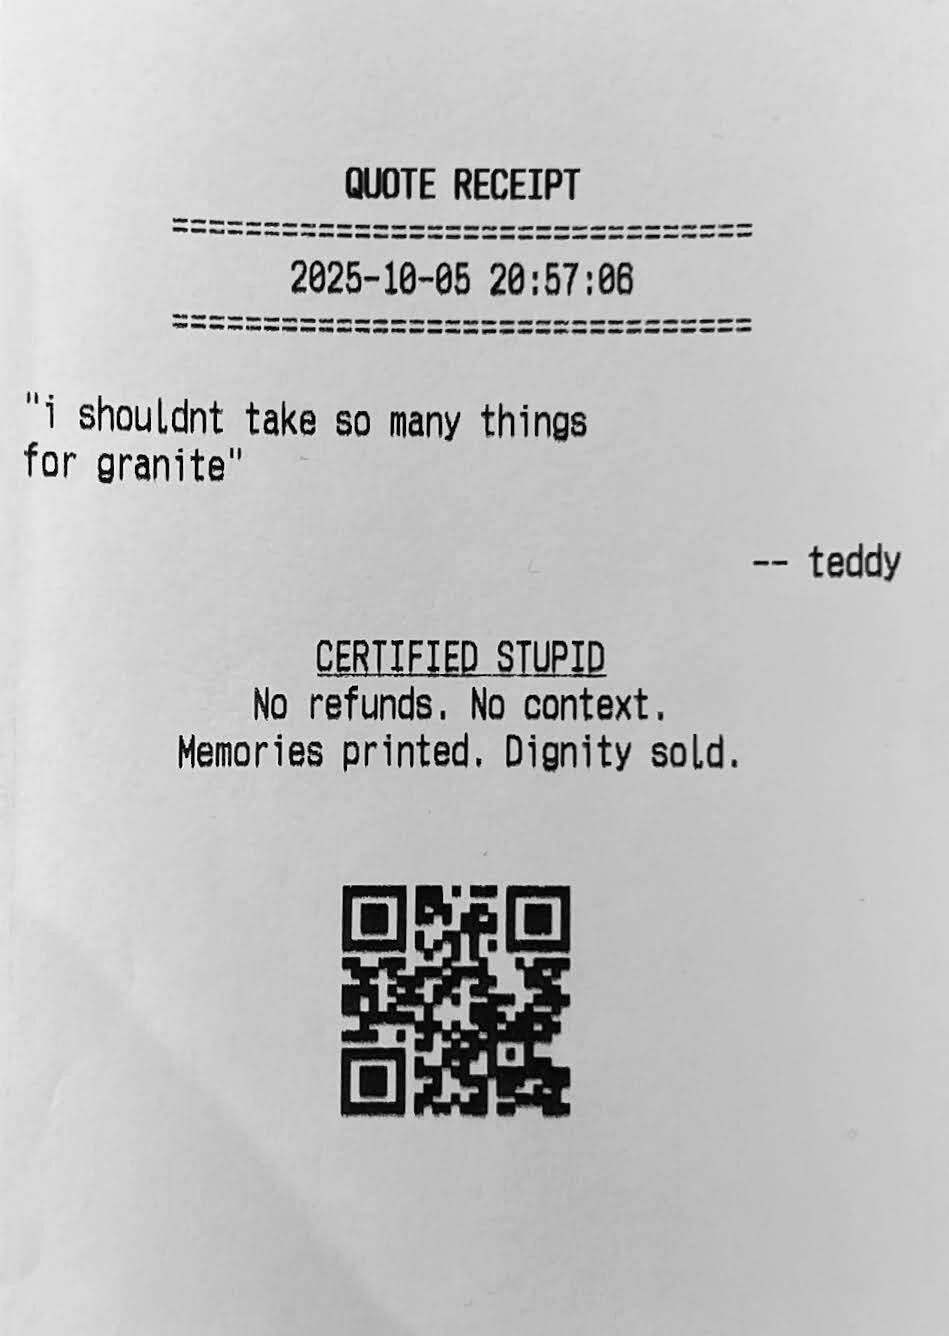 QUOTE RECEIPT
================================
2025-10-05 20:57:06
================================
"i shouldnt take so many things
for granite"
-- teddy
CERTIFIED STUPID
No refunds. No context.
Memories printed. Dignity sold.